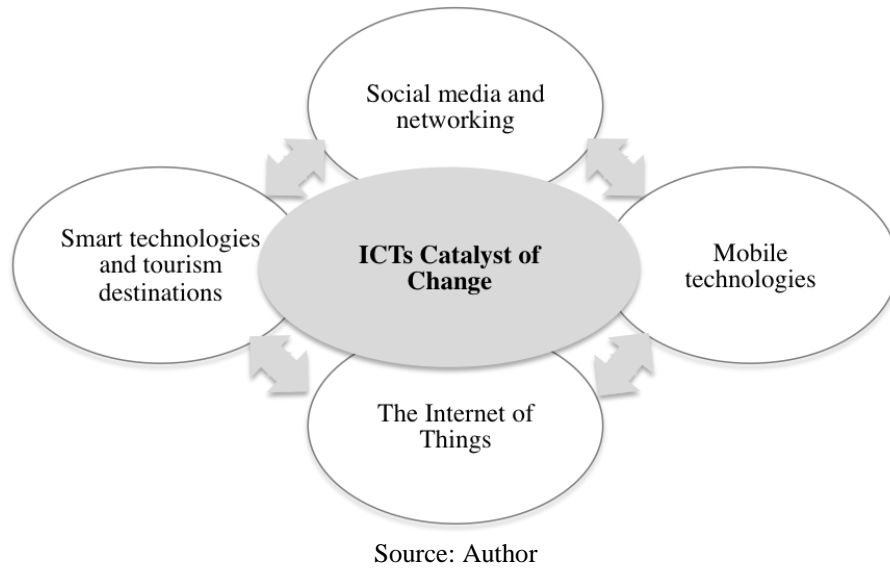 Social media and
networking
Smart technologies
and tourism
destinations
ICTs Catalyst of
Change
Mobile
technologies
The Internet of
Things
Source: Author